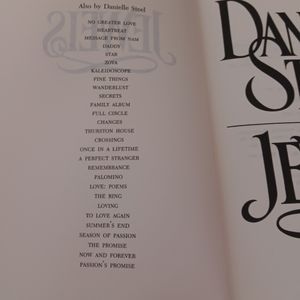 Also by Danielle Steel
NO GREATER LOVE
HEARTBEAT
MESSAGE FROM NAM
DADDY
STAR
ZOYA
KALEIDOSCOPE
FINE THINGS
WANDERLUST
SECRETS
FAMILY ALBUM
FULL CIRCLE
CHANGES
THURSTON HOUSE
CROSSINGS
ONCE IN A LIFETIME
A PERFECT STRANGER
REMEMBRANCE
PALOMINO
LOVE: POEMS
THE RING
LOVING
TO LOVE AGAIN
SUMMER'S END
SEASON OF PASSION
THE PROMISE
NOW AND FOREVER
PASSION'S PROMISE
DAN
ST
JE